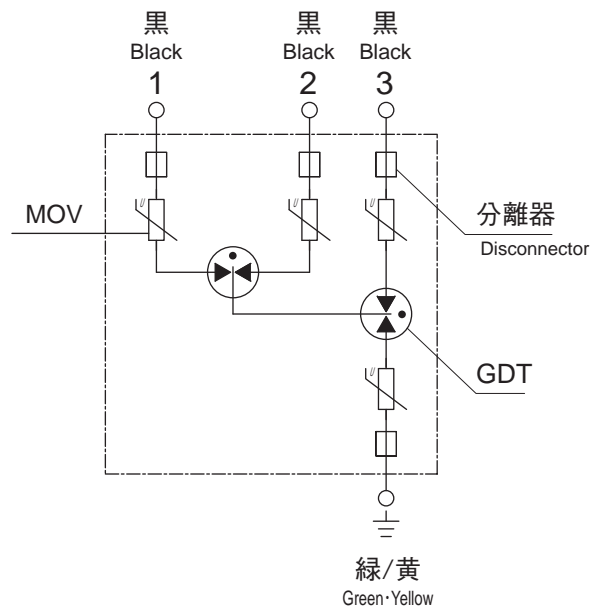 黒 黒 黒
Black Black Black
1 2 3
MOV
分離器
Disconnector
GDT
緑/黄
Green･Yellow